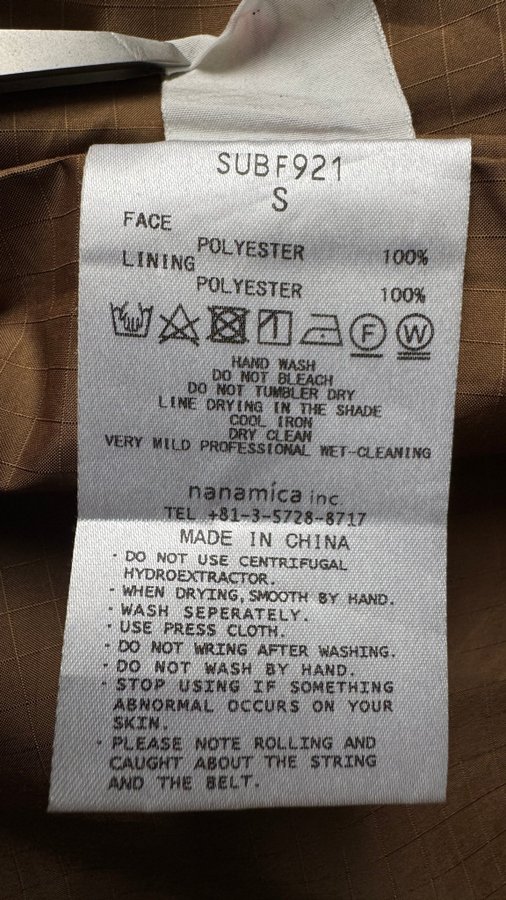 SUBF921
S
FACE
POLYESTER 100%
LINING
POLYESTER 100%
F W
HAND WASH
DO NOT BLEACH
DO NOT TUMBLER DRY
LINE DRYING IN THE SHADE
COOL IRON
DRY CLEAN
VERY MILD PROFESSIONAL WET-CLEANING
nanamica inc.
TEL +81-3-5728-8717
MADE IN CHINA
・DO NOT USE CENTRIFUGAL
HYDROEXTRACTOR.
・WHEN DRYING,SMOOTH BY HAND.
・WASH SEPERATELY.
・USE PRESS CLOTH.
・DO NOT WRING AFTER WASHING.
・DO NOT WASH BY HAND.
・STOP USING IF SOMETHING
ABNORMAL OCCURS ON YOUR
SKIN.
・PLEASE NOTE ROLLING AND
CAUGHT ABOUT THE STRING
AND THE BELT.